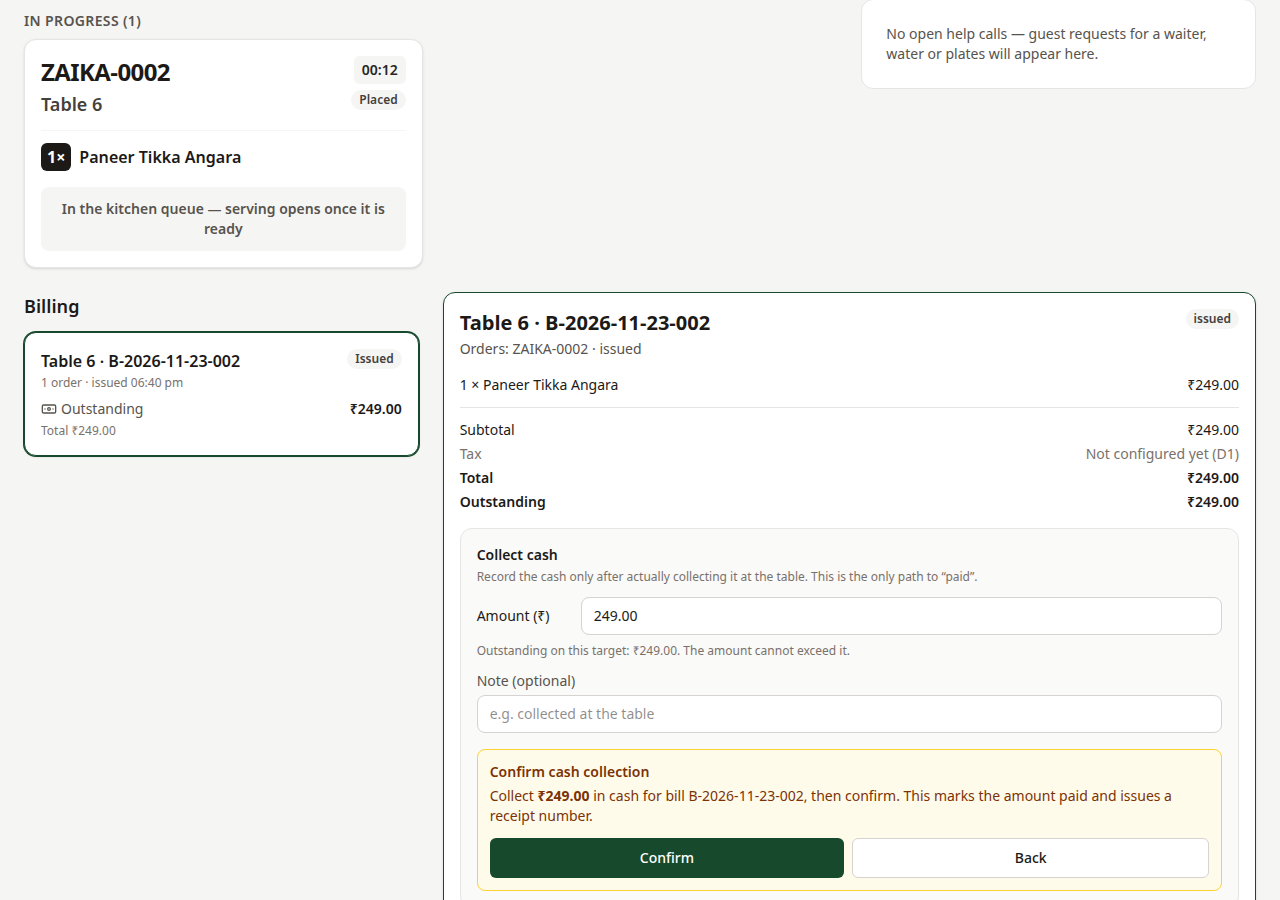 IN PROGRESS (1)
ZAIKA-0002
00:12
Table 6
Placed
1× Paneer Tikka Angara
In the kitchen queue — serving opens once it is
ready
No open help calls — guest requests for a waiter,
water or plates will appear here.
Billing
Table 6 · B-2026-11-23-002
Issued
1 order · issued 06:40 pm
Outstanding ₹249.00
Total ₹249.00
Table 6 · B-2026-11-23-002
issued
Orders: ZAIKA-0002 · issued
1 × Paneer Tikka Angara ₹249.00
Subtotal ₹249.00
Tax Not configured yet (D1)
Total ₹249.00
Outstanding ₹249.00
Collect cash
Record the cash only after actually collecting it at the table. This is the only path to “paid”.
Amount (₹) 249.00
Outstanding on this target: ₹249.00. The amount cannot exceed it.
Note (optional)
e.g. collected at the table
Confirm cash collection
Collect ₹249.00 in cash for bill B-2026-11-23-002, then confirm. This marks the amount paid and issues a
receipt number.
Confirm Back